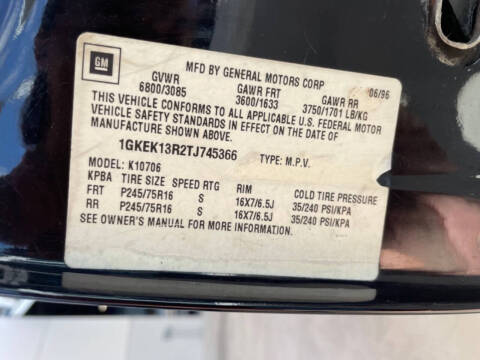 GM
MFD BY GENERAL MOTORS CORP
06/96
GVWR GAWR FRT GAWR RR
6800/3085 3600/1633 3750/1701 LB/KG
THIS VEHICLE CONFORMS TO ALL APPLICABLE U.S. FEDERAL MOTOR
VEHICLE SAFETY STANDARDS IN EFFECT ON THE DATE OF
MANUFACTURE SHOWN ABOVE.
1GKEK13R2TJ745366 TYPE: M.P.V.
MODEL: K10706
KPBA TIRE SIZE SPEED RTG RIM COLD TIRE PRESSURE
FRT P245/75R16 S 16X7/6.5J 35/240 PSI/KPA
RR P245/75R16 S 16X7/6.5J 35/240 PSI/KPA
SEE OWNER'S MANUAL FOR MORE INFORMATION.